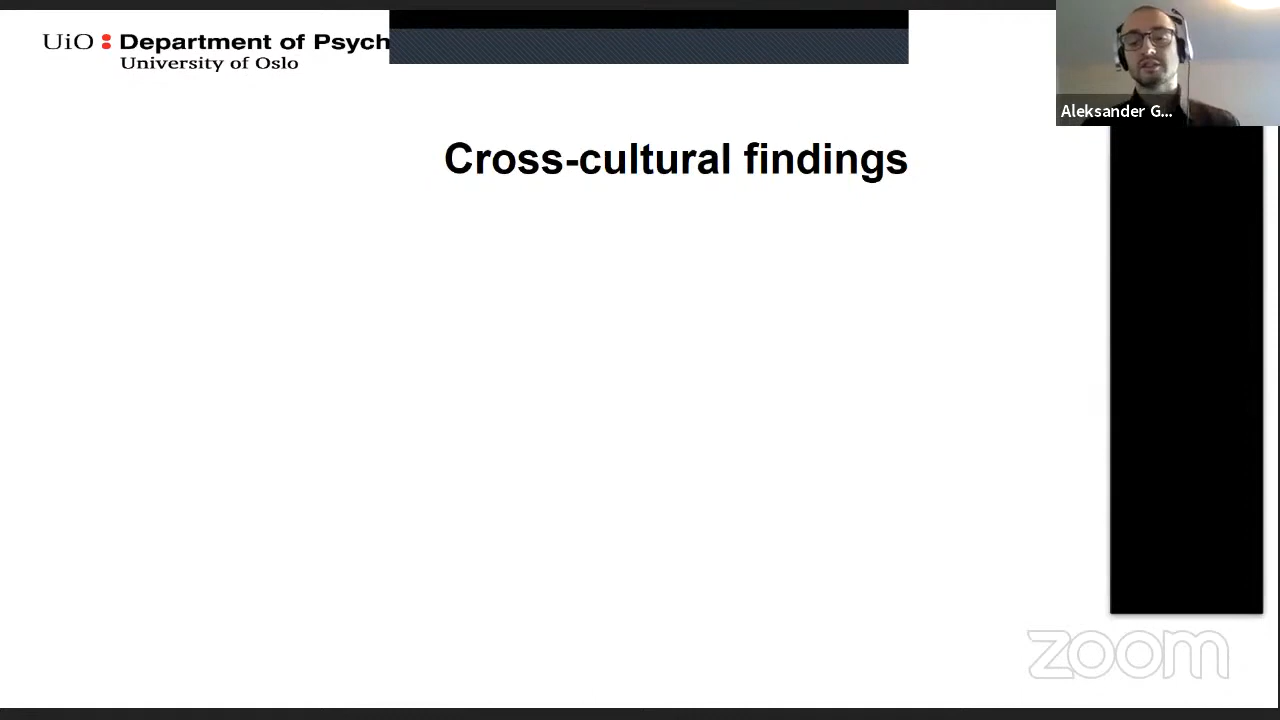 UiO Department of Psych
University of Oslo
Aleksander G...
Cross-cultural findings
zoom